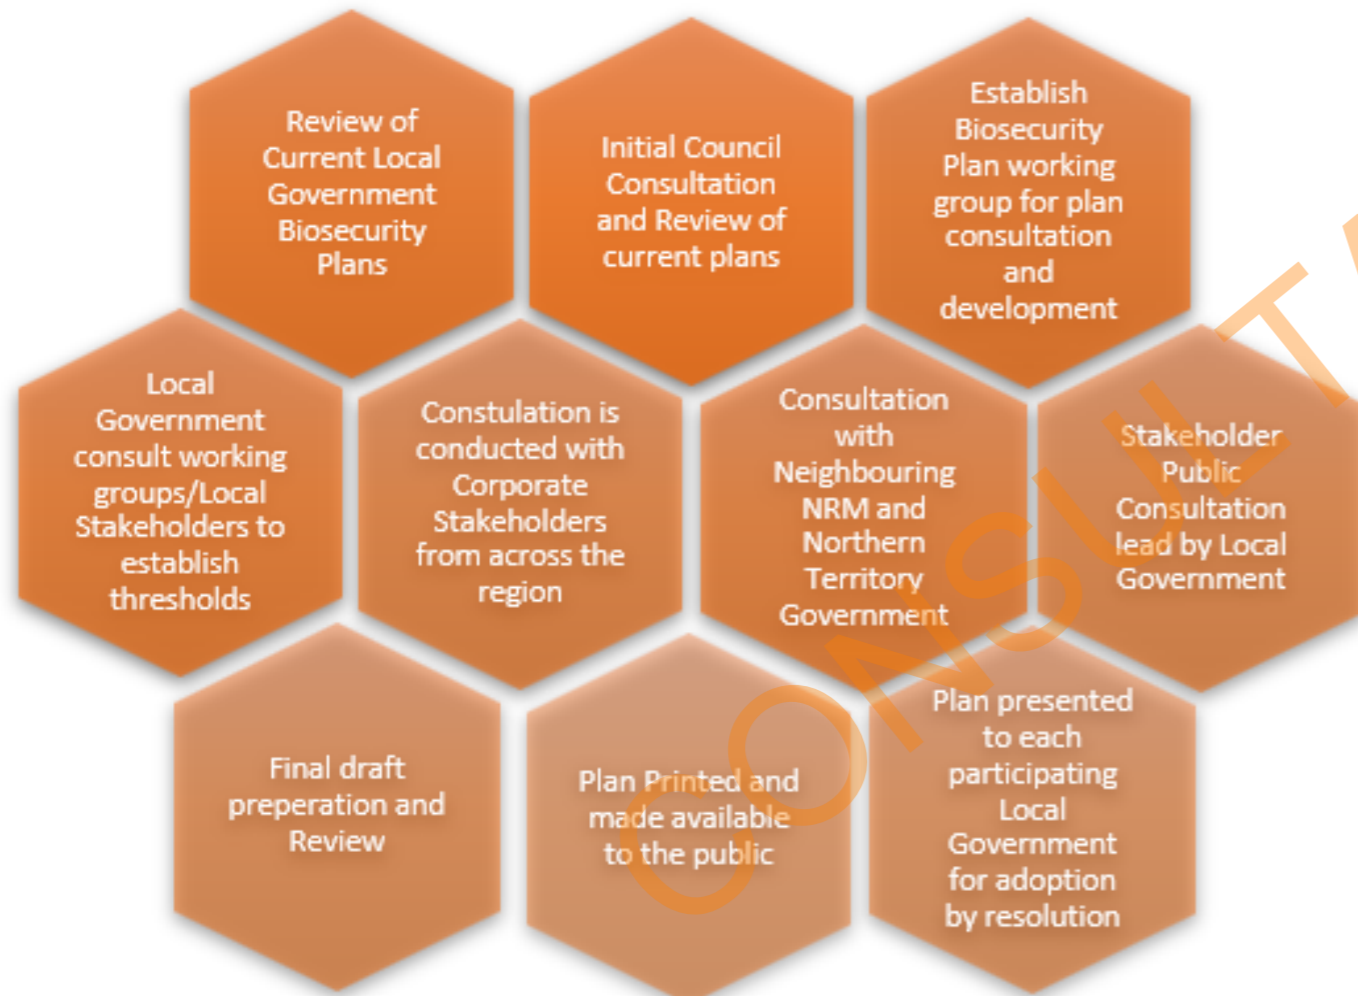 Review of
Current Local
Government
Biosecurity
Plans
Initial Council
Consultation
and Review of
current plans
Establish
Biosecurity
Plan working
group for plan
consultation
and
development
Local
Government
consult working
groups/Local
Stakeholders to
establish
thresholds
Constulation is
conducted with
Corporate
Stakeholders
from across the
region
Consultation
with
Neighbouring
NRM and
Northern
Territory
Government
Stakeholder
Public
Consultation
lead by Local
Government
Final draft
preperation and
Review
Plan Printed and
made available
to the public
Plan presented
to each
participating
Local
Government
for adoption
by resolution
CONSULT